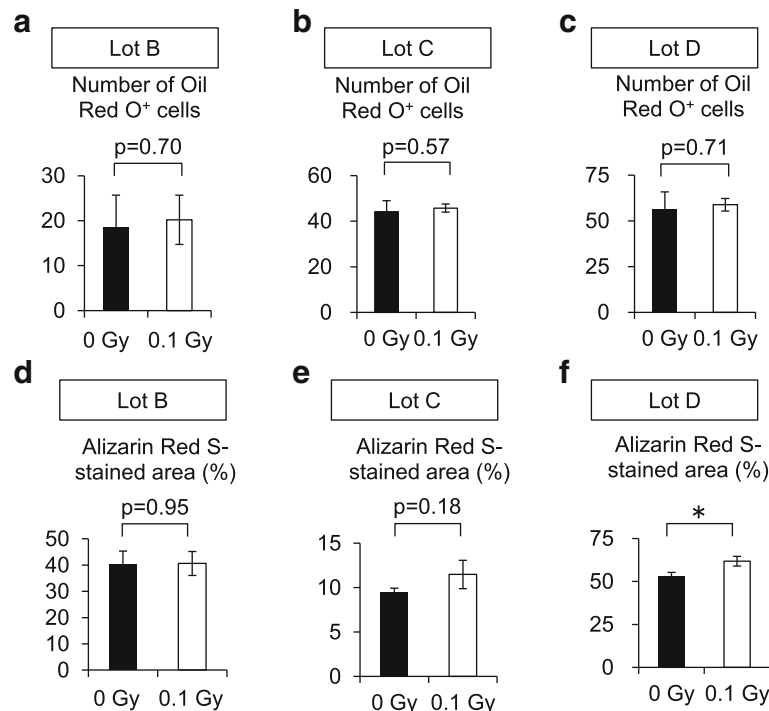 a
Lot B
Number of Oil
Red O⁺ cells
p=0.70
30
20
10
0
0 Gy 0.1 Gy
b
Lot C
Number of Oil
Red O⁺ cells
p=0.57
60
40
20
0
0 Gy 0.1 Gy
c
Lot D
Number of Oil
Red O⁺ cells
p=0.71
75
50
25
0
0 Gy 0.1 Gy
d
Lot B
Alizarin Red S-
stained area (%)
p=0.95
50
40
30
20
10
0
0 Gy 0.1 Gy
e
Lot C
Alizarin Red S-
stained area (%)
p=0.18
15
10
5
0
0 Gy 0.1 Gy
f
Lot D
Alizarin Red S-
stained area (%)
*
75
50
25
0
0 Gy 0.1 Gy